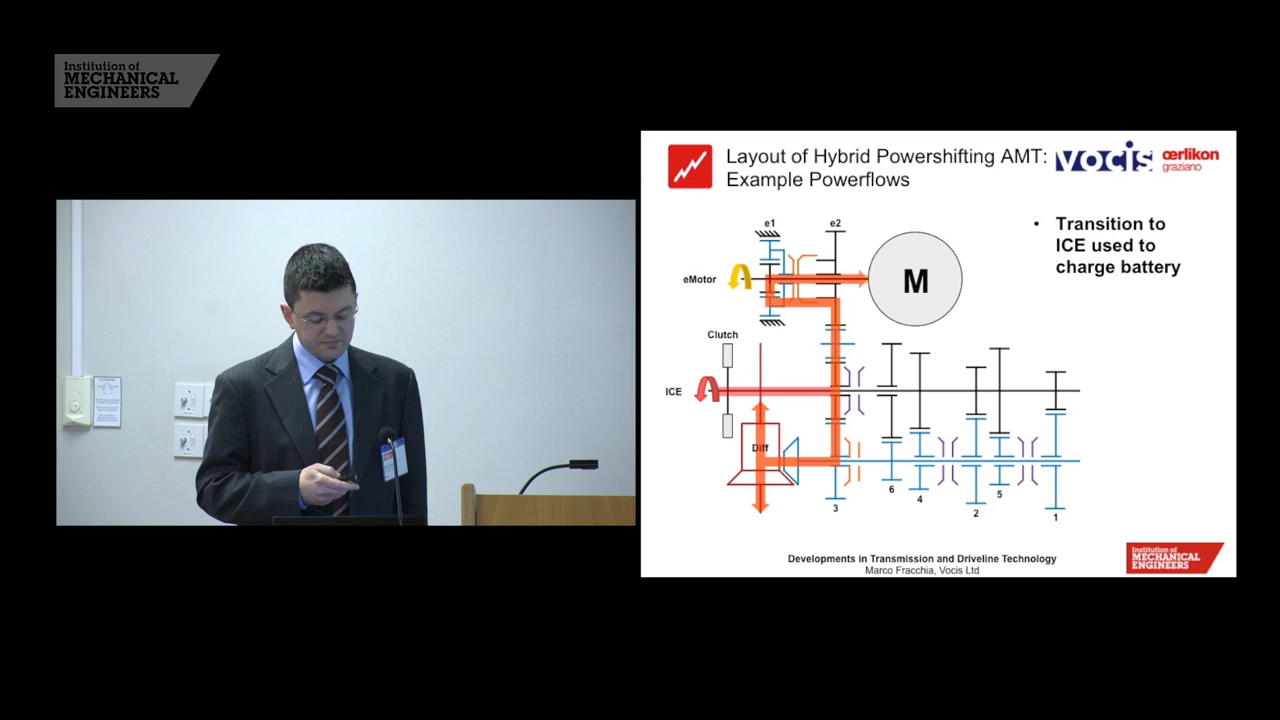 Institution of
MECHANICAL
ENGINEERS
Layout of Hybrid Powershifting AMT:
Example Powerflows
vocis
œrlikon
graziano
• Transition to
ICE used to
charge battery
e1
e2
eMotor
M
Clutch
ICE
Diff
3
6
4
2
5
1
Developments in Transmission and Driveline Technology
Marco Fracchia, Vocis Ltd
Institution of
MECHANICAL
ENGINEERS